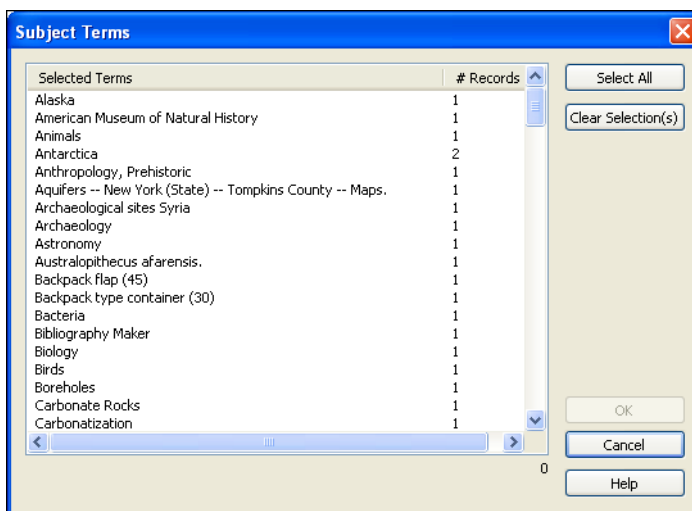 Subject Terms
Selected Terms # Records
Alaska 1
American Museum of Natural History 1
Animals 1
Antarctica 2
Anthropology, Prehistoric 1
Aquifers -- New York (State) -- Tompkins County -- Maps. 1
Archaeological sites Syria 1
Archaeology 1
Astronomy 1
Australopithecus afarensis. 1
Backpack flap (45) 1
Backpack type container (30) 1
Bacteria 1
Bibliography Maker 1
Biology 1
Birds 1
Boreholes 1
Carbonate Rocks 1
Carbonatization 1
0
Select All
Clear Selection(s)
OK
Cancel
Help